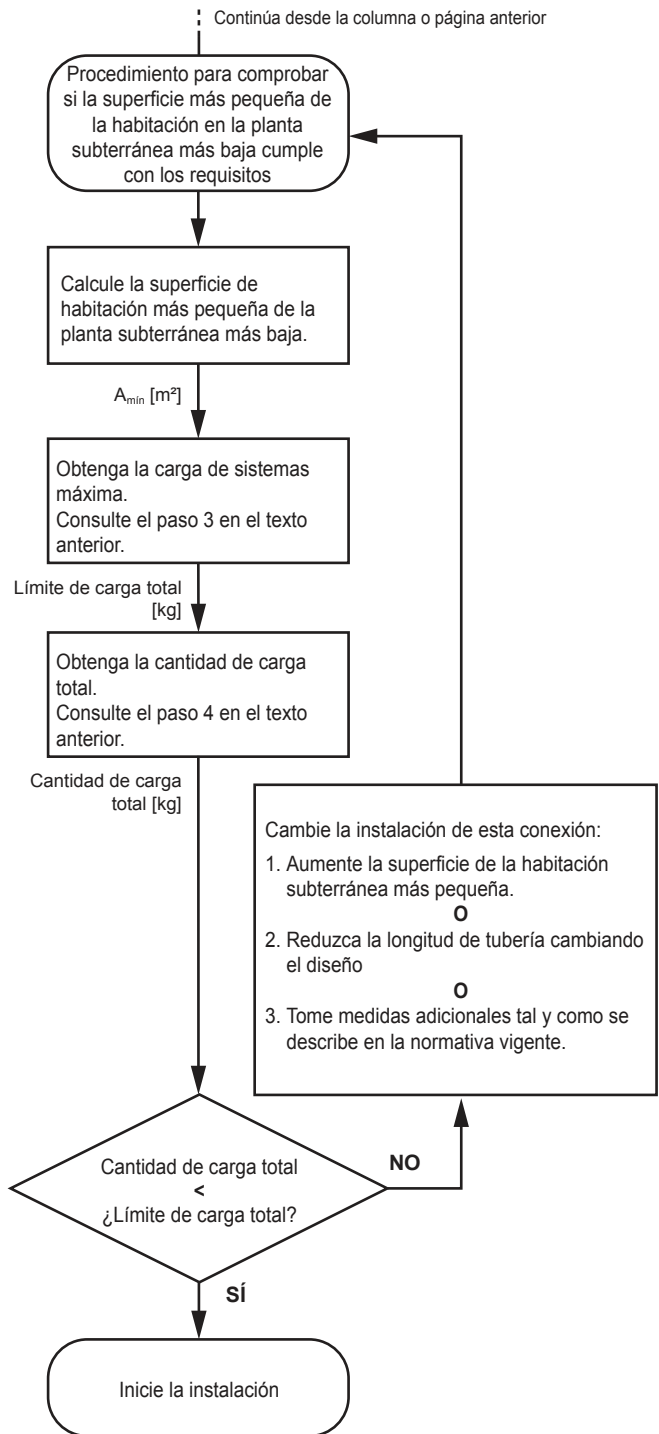 Continúa desde la columna o página anterior
Procedimiento para comprobar
si la superficie más pequeña de
la habitación en la planta
subterránea más baja cumple
con los requisitos
Calcule la superficie de
habitación más pequeña de la
planta subterránea más baja.
Amín [m²]
Obtenga la carga de sistemas
máxima.
Consulte el paso 3 en el texto
anterior.
Límite de carga total
[kg]
Obtenga la cantidad de carga
total.
Consulte el paso 4 en el texto
anterior.
Cantidad de carga
total [kg]
Cambie la instalación de esta conexión:
1. Aumente la superficie de la habitación
subterránea más pequeña.
O
2. Reduzca la longitud de tubería cambiando
el diseño
O
3. Tome medidas adicionales tal y como se
describe en la normativa vigente.
Cantidad de carga total
<
¿Límite de carga total?
NO
SÍ
Inicie la instalación